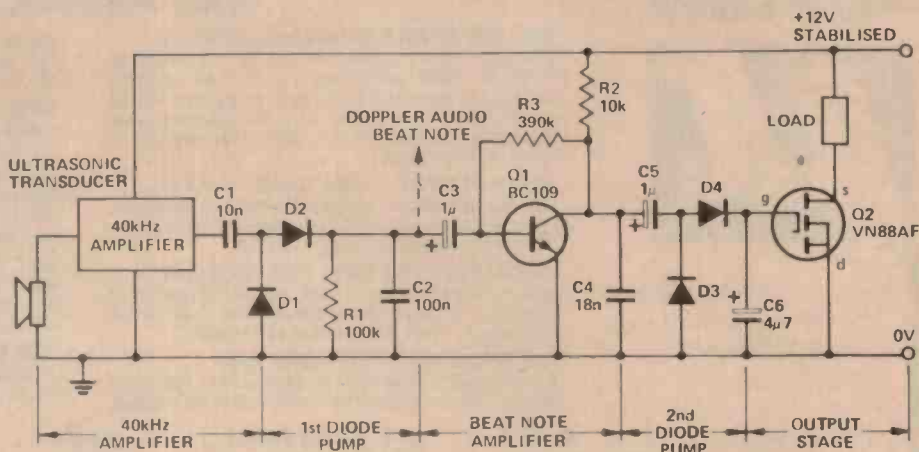 +12V
STABILISED
R2
10k
R3
390k
LOAD
DOPPLER AUDIO
BEAT NOTE
ULTRASONIC
TRANSDUCER
40kHz
AMPLIFIER
C1
10n
D2
C3
1µ
+
Q1
BC109
C5
1µ
+
D4
g
s
d
Q2
VN88AF
D1
R1
100k
C2
100n
C4
18n
D3
+
C6
4µ7
0V
40kHz
AMPLIFIER
1st DIODE
PUMP
BEAT NOTE
AMPLIFIER
2nd
DIODE
PUMP
OUTPUT
STAGE